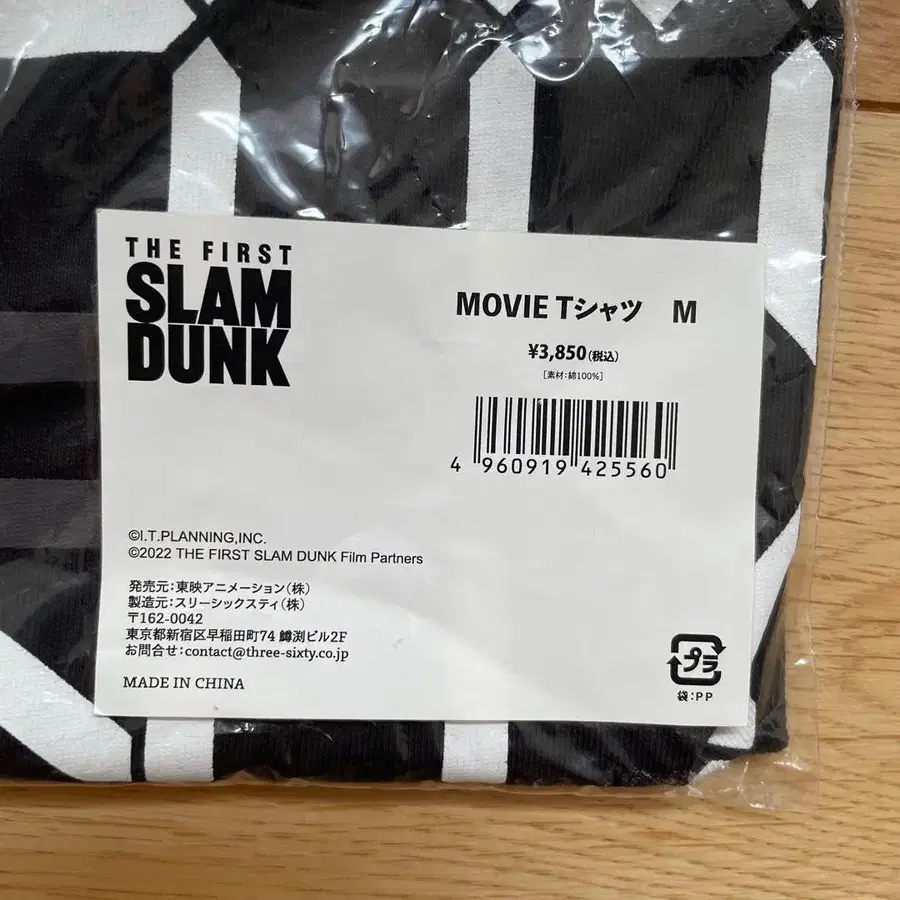 THE FIRST
SLAM
DUNK
MOVIE Tシャツ M
¥3,850(税込)
[素材:綿100%]
4 960919 425560
©I.T.PLANNING,INC.
©2022 THE FIRST SLAM DUNK Film Partners
発売元:東映アニメーション(株)
製造元:スリーシックスティ(株)
〒162-0042
東京都新宿区早稲田町74 鱒渕ビル2F
お問合せ:contact@three-sixty.co.jp
MADE IN CHINA
プラ
袋:PP